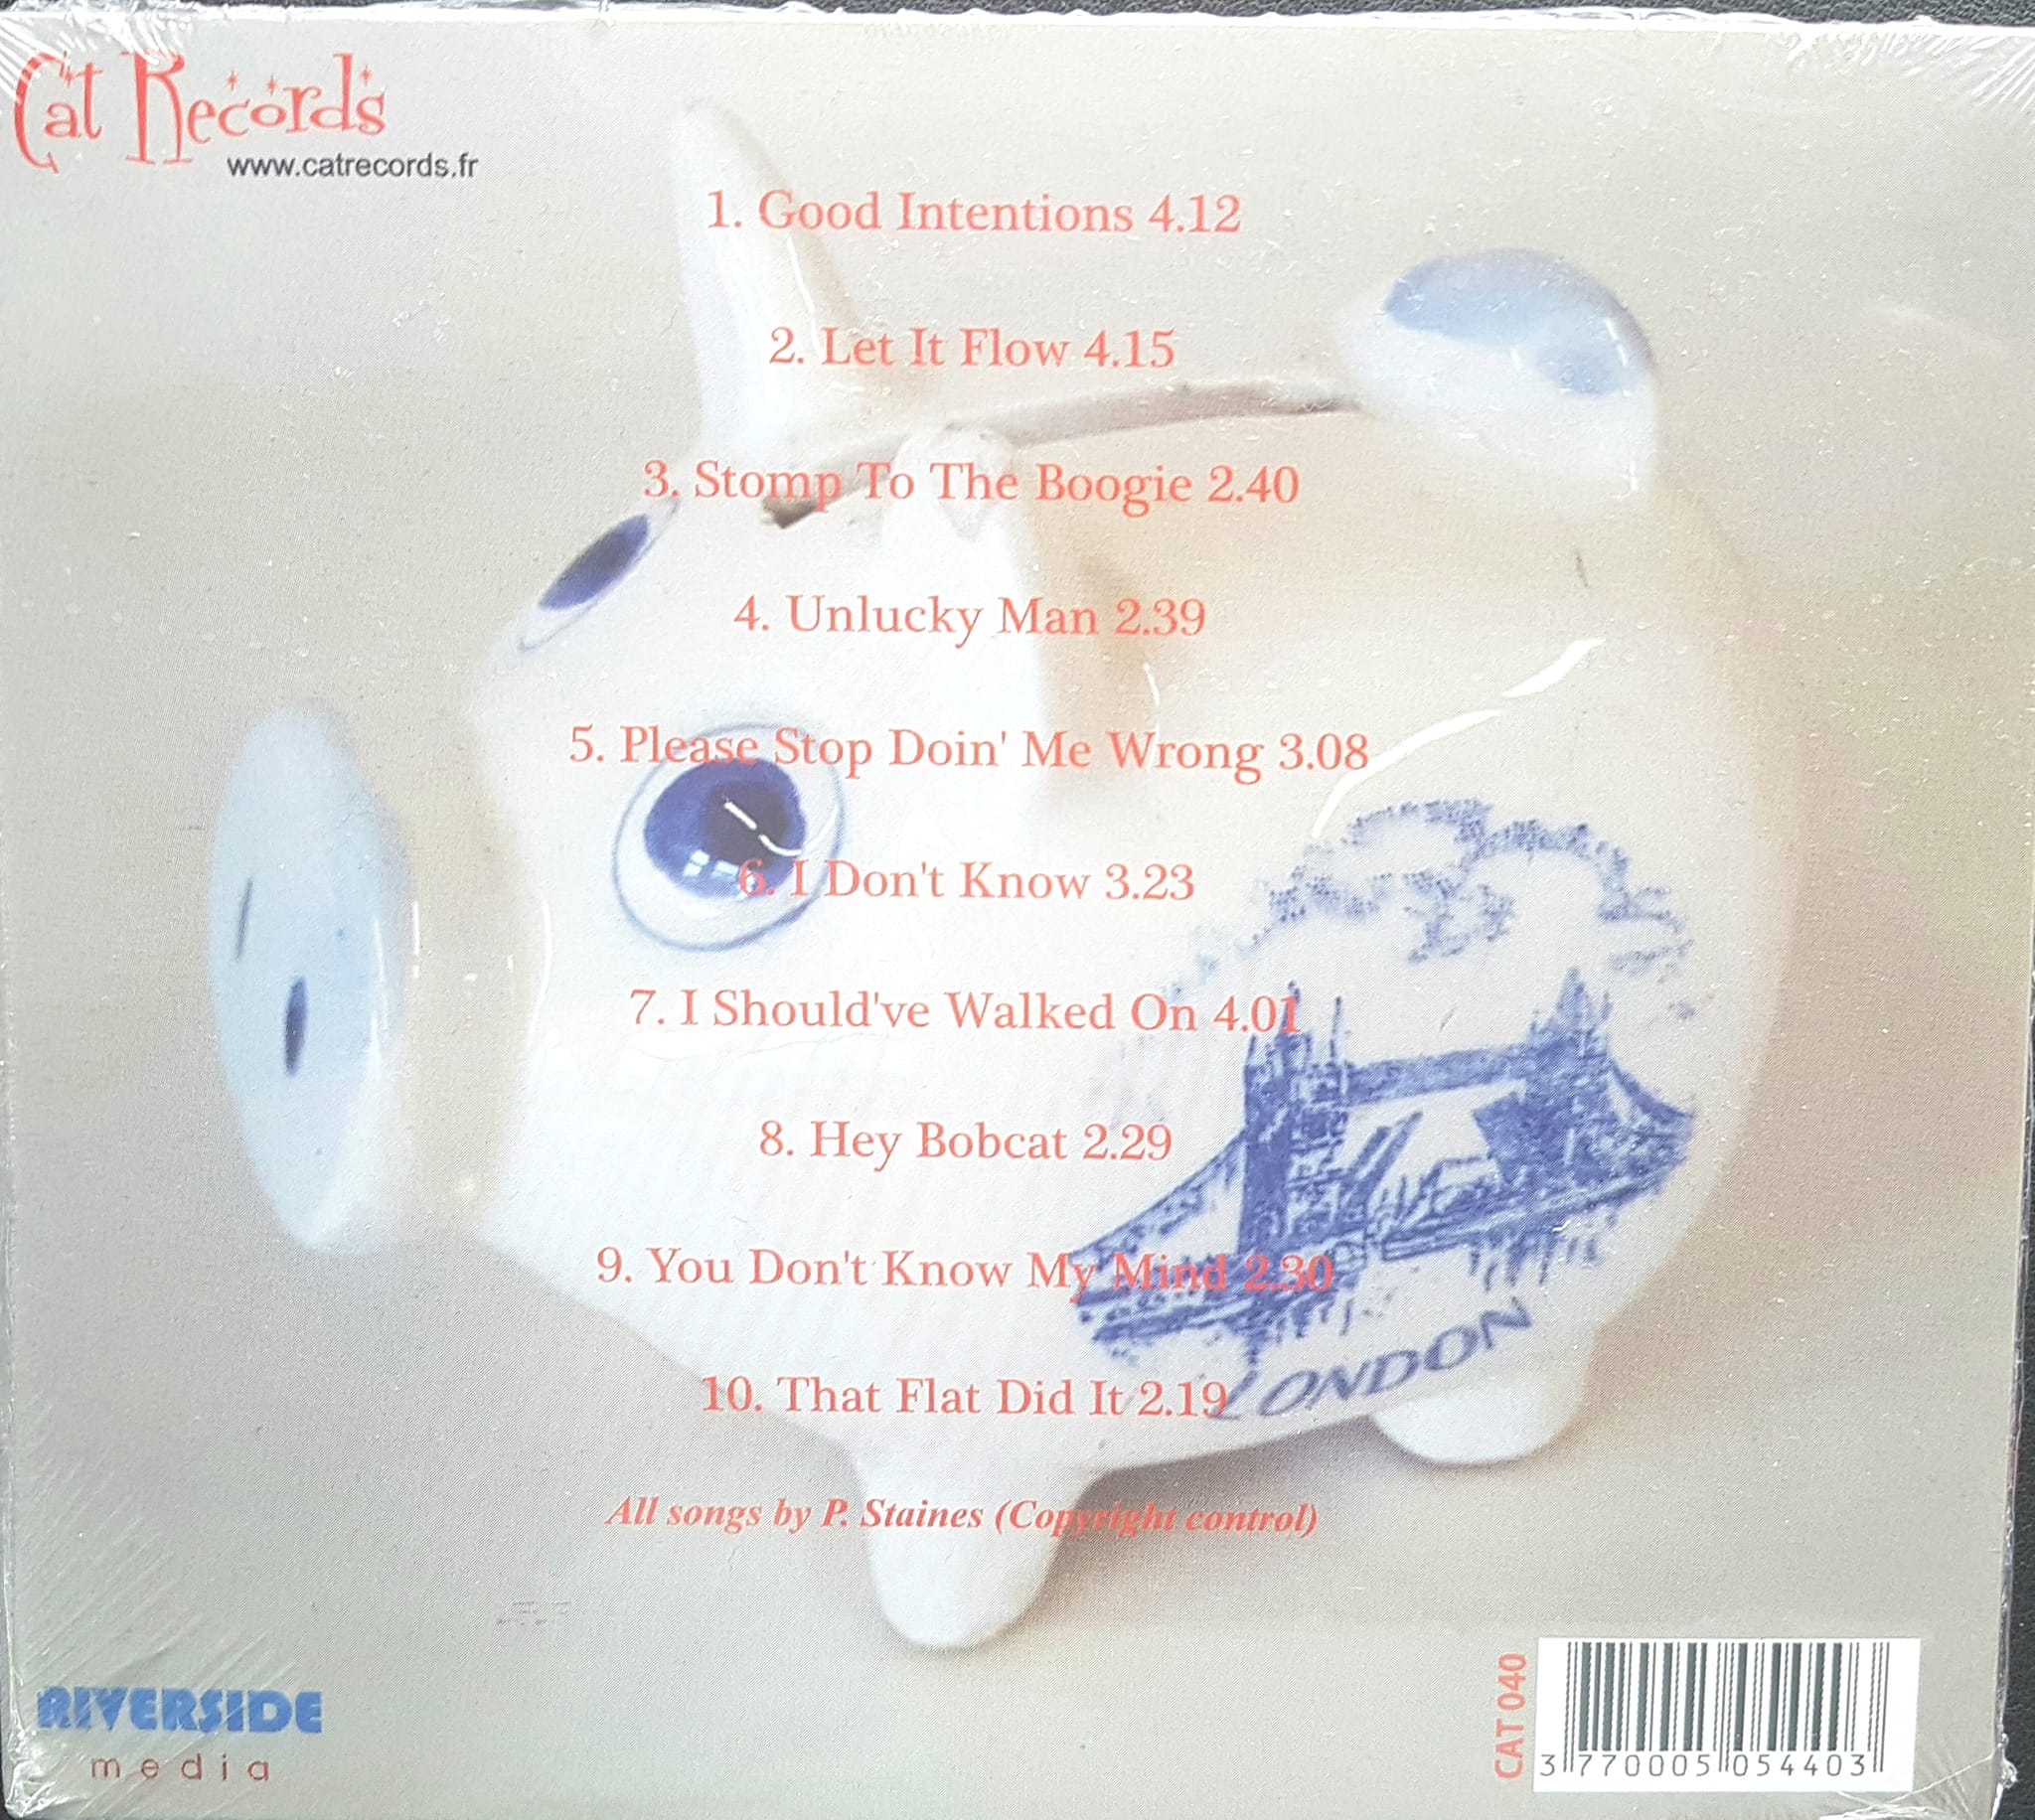 Cat Records
www.catrecords.fr
1. Good Intentions 4.12
2. Let It Flow 4.15
3. Stomp To The Boogie 2.40
4. Unlucky Man 2.39
5. Please Stop Doin' Me Wrong 3.08
6. I Don't Know 3.23
7. I Should've Walked On 4.01
8. Hey Bobcat 2.29
9. You Don't Know My Mind 2.30
10. That Flat Did It 2.19
LONDON
All songs by P. Staines (Copyright control)
RIVERSIDE
media
CAT 040
3 770005 054403